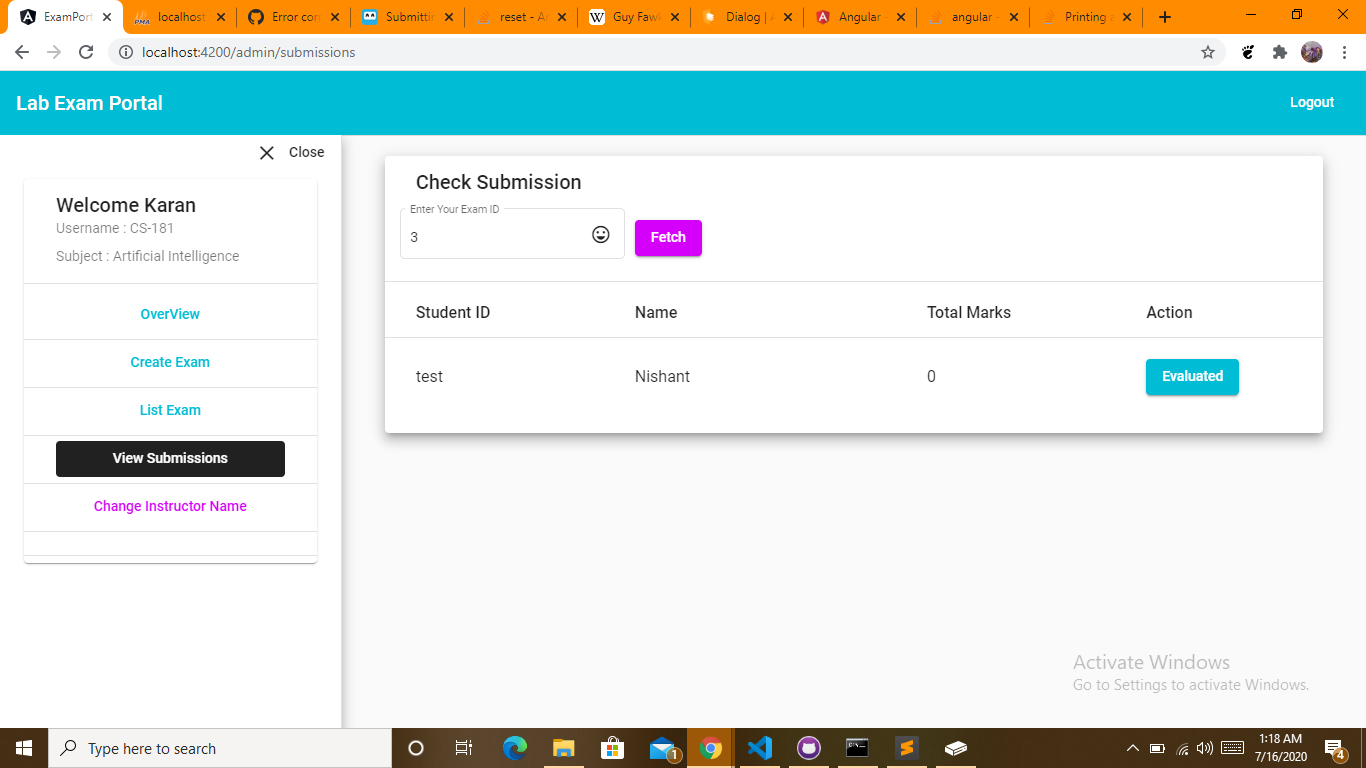 ExamPort
localhost
Error con
Submittin
reset - An
Guy Fawk
Dialog | A
Angular -
angular -
Printing a
localhost:4200/admin/submissions
Lab Exam Portal
Logout
Close
Welcome Karan
Username : CS-181
Subject : Artificial Intelligence
OverView
Create Exam
List Exam
View Submissions
Change Instructor Name
Check Submission
Enter Your Exam ID
3
Fetch
Student ID Name Total Marks Action
test Nishant 0 Evaluated
Activate Windows
Go to Settings to activate Windows.
Type here to search
1
1:18 AM
7/16/2020
4